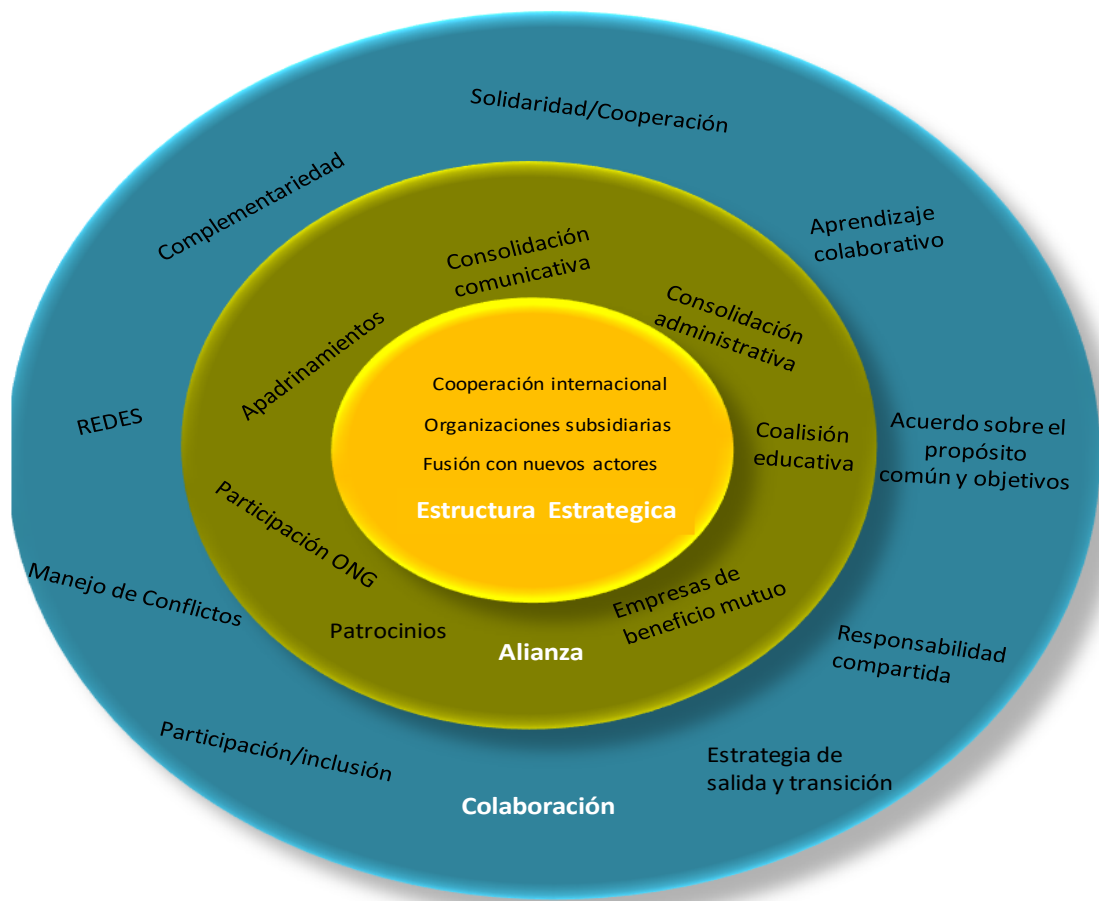 Solidaridad/Cooperación
Complementariedad
Aprendizaje
colaborativo
Consolidación
comunicativa
Consolidación
administrativa
Apadrinamientos
Cooperación internacional
REDES
Organizaciones subsidiarias
Coalisión
educativa
Acuerdo sobre el
propósito
común y objetivos
Fusión con nuevos actores
Estructura Estrategica
Participación ONG
Manejo de Conflictos
Empresas de
beneficio mutuo
Patrocinios
Alianza
Responsabilidad
compartida
Participación/inclusión
Estrategia de
salida y transición
Colaboración